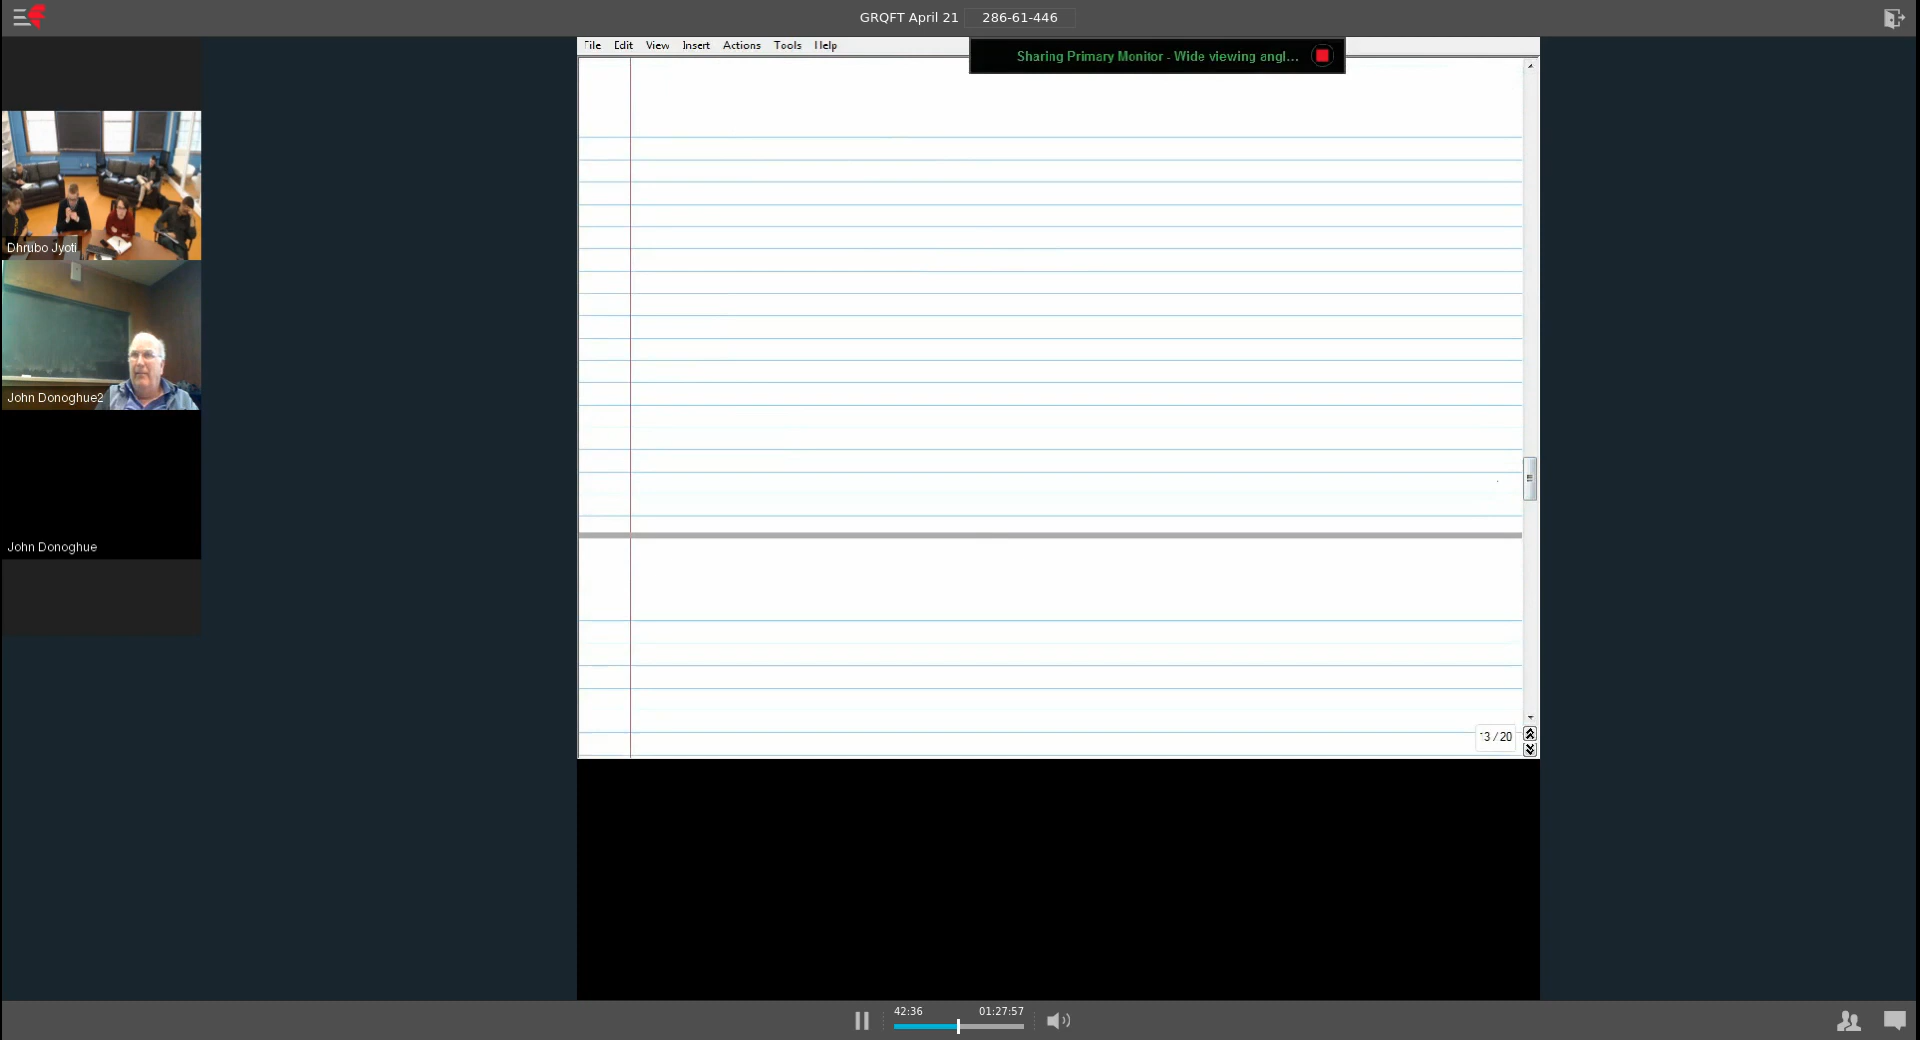 GRQFT April 21 286-61-446
File Edit View Insert Actions Tools Help
Sharing Primary Monitor - Wide viewing angl...
Dhrubo Jyoti
John Donoghue2
John Donoghue
13 / 20
42:36 01:27:57